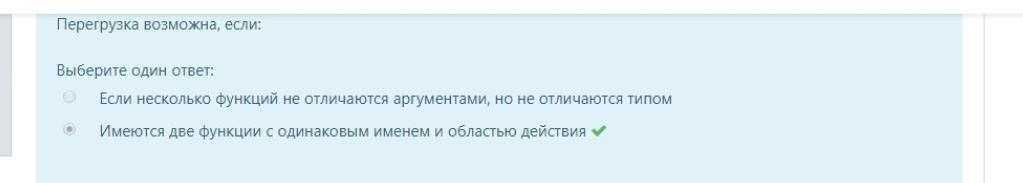 Перегрузка возможна, если:
Выберите один ответ:
Если несколько функций не отличаются аргументами, но не отличаются типом
Имеются две функции с одинаковым именем и областью действия